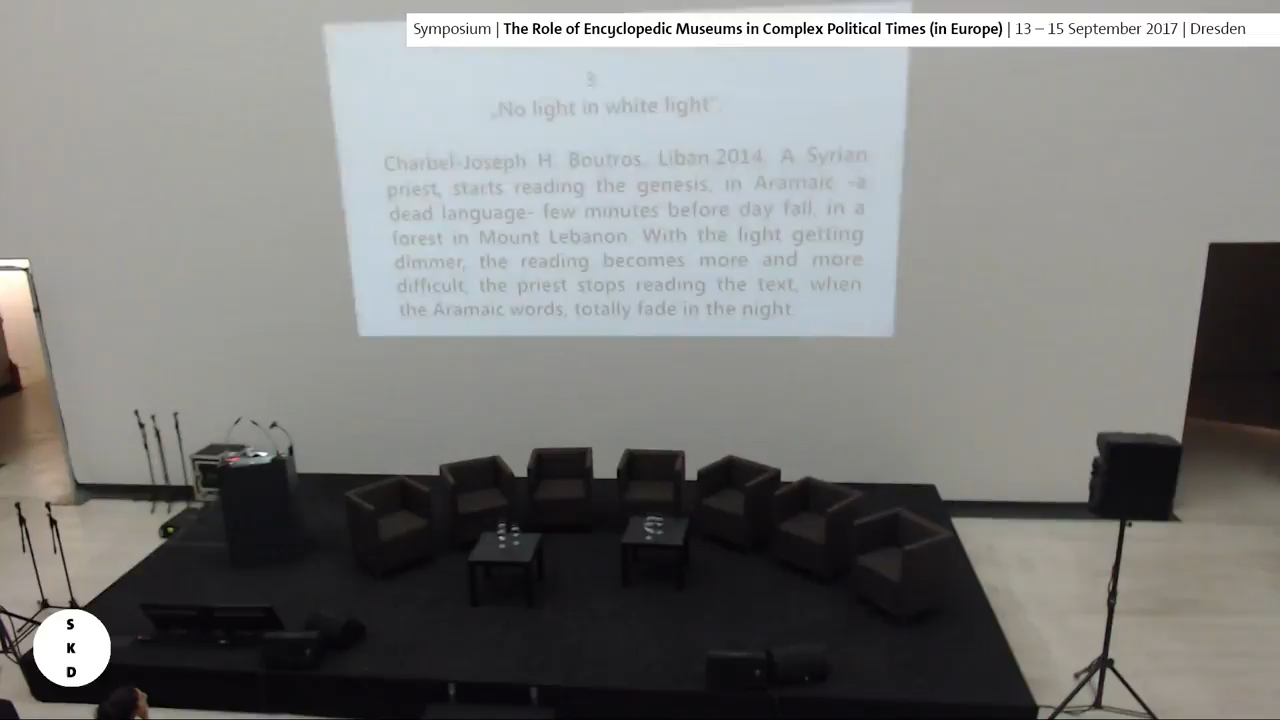 Symposium | The Role of Encyclopedic Museums in Complex Political Times (in Europe) | 13 – 15 September 2017 | Dresden
3
„No light in white light“.
Charbel-Joseph H. Boutros, Liban 2014. A Syrian
priest, starts reading the genesis, in Aramaic -a
dead language- few minutes before day fall, in a
forest in Mount Lebanon. With the light getting
dimmer, the reading becomes more and more
difficult, the priest stops reading the text, when
the Aramaic words, totally fade in the night.
S
K
D